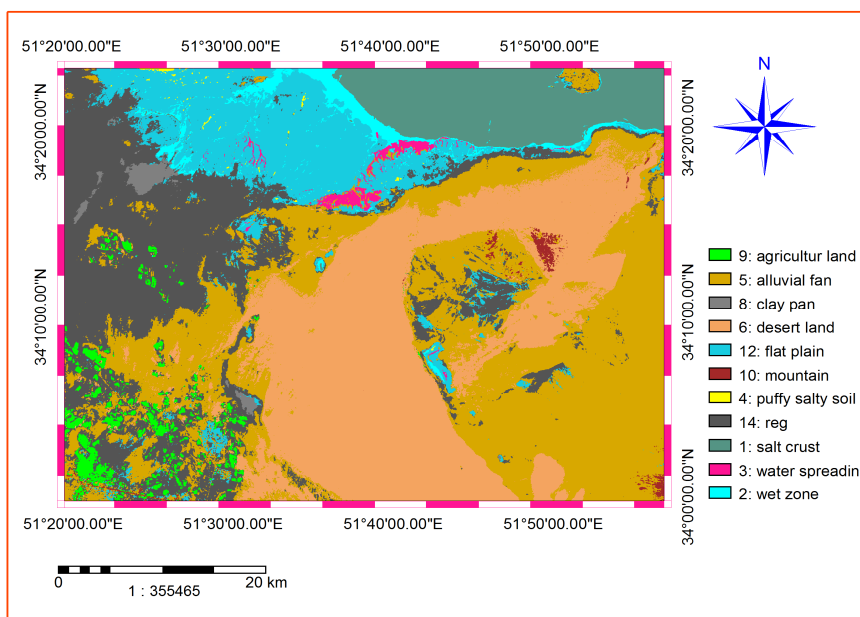 51°20'00.00"E 51°30'00.00"E 51°40'00.00"E 51°50'00.00"E
N
34°20'00.00"N 34°20'00.00"N
34°10'00.00"N 34°10'00.00"N
34°00'00.00"N
9: agricultur land
5: alluvial fan
8: clay pan
6: desert land
12: flat plain
10: mountain
4: puffy salty soil
14: reg
1: salt crust
3: water spreadin
2: wet zone
51°20'00.00"E 51°30'00.00"E 51°40'00.00"E 51°50'00.00"E
0 20 km
1 : 355465